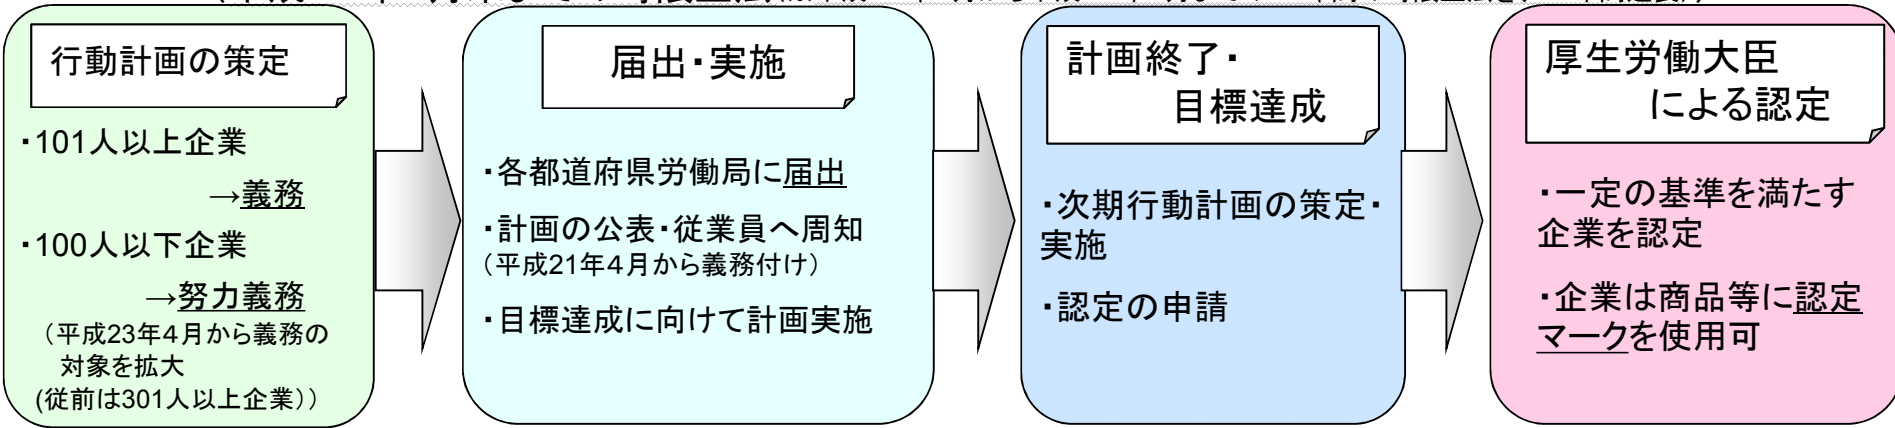 行動計画の策定
・101人以上企業
→義務
・100人以下企業
→努力義務
（平成23年4月から義務の
対象を拡大
(従前は301人以上企業））
届出・実施
・各都道府県労働局に届出
・計画の公表・従業員へ周知
（平成21年4月から義務付け）
・目標達成に向けて計画実施
計画終了・
目標達成
・次期行動計画の策定・
実施
・認定の申請
厚生労働大臣
による認定
・一定の基準を満たす
企業を認定
・企業は商品等に認定
マークを使用可